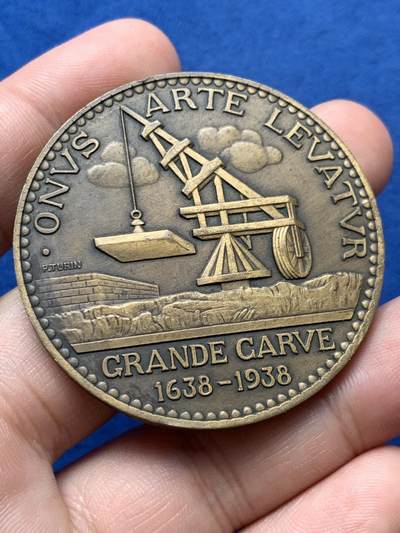 · ONVS ARTE LEVATVR
P.TURIN
GRANDE CARVE
1638-1938